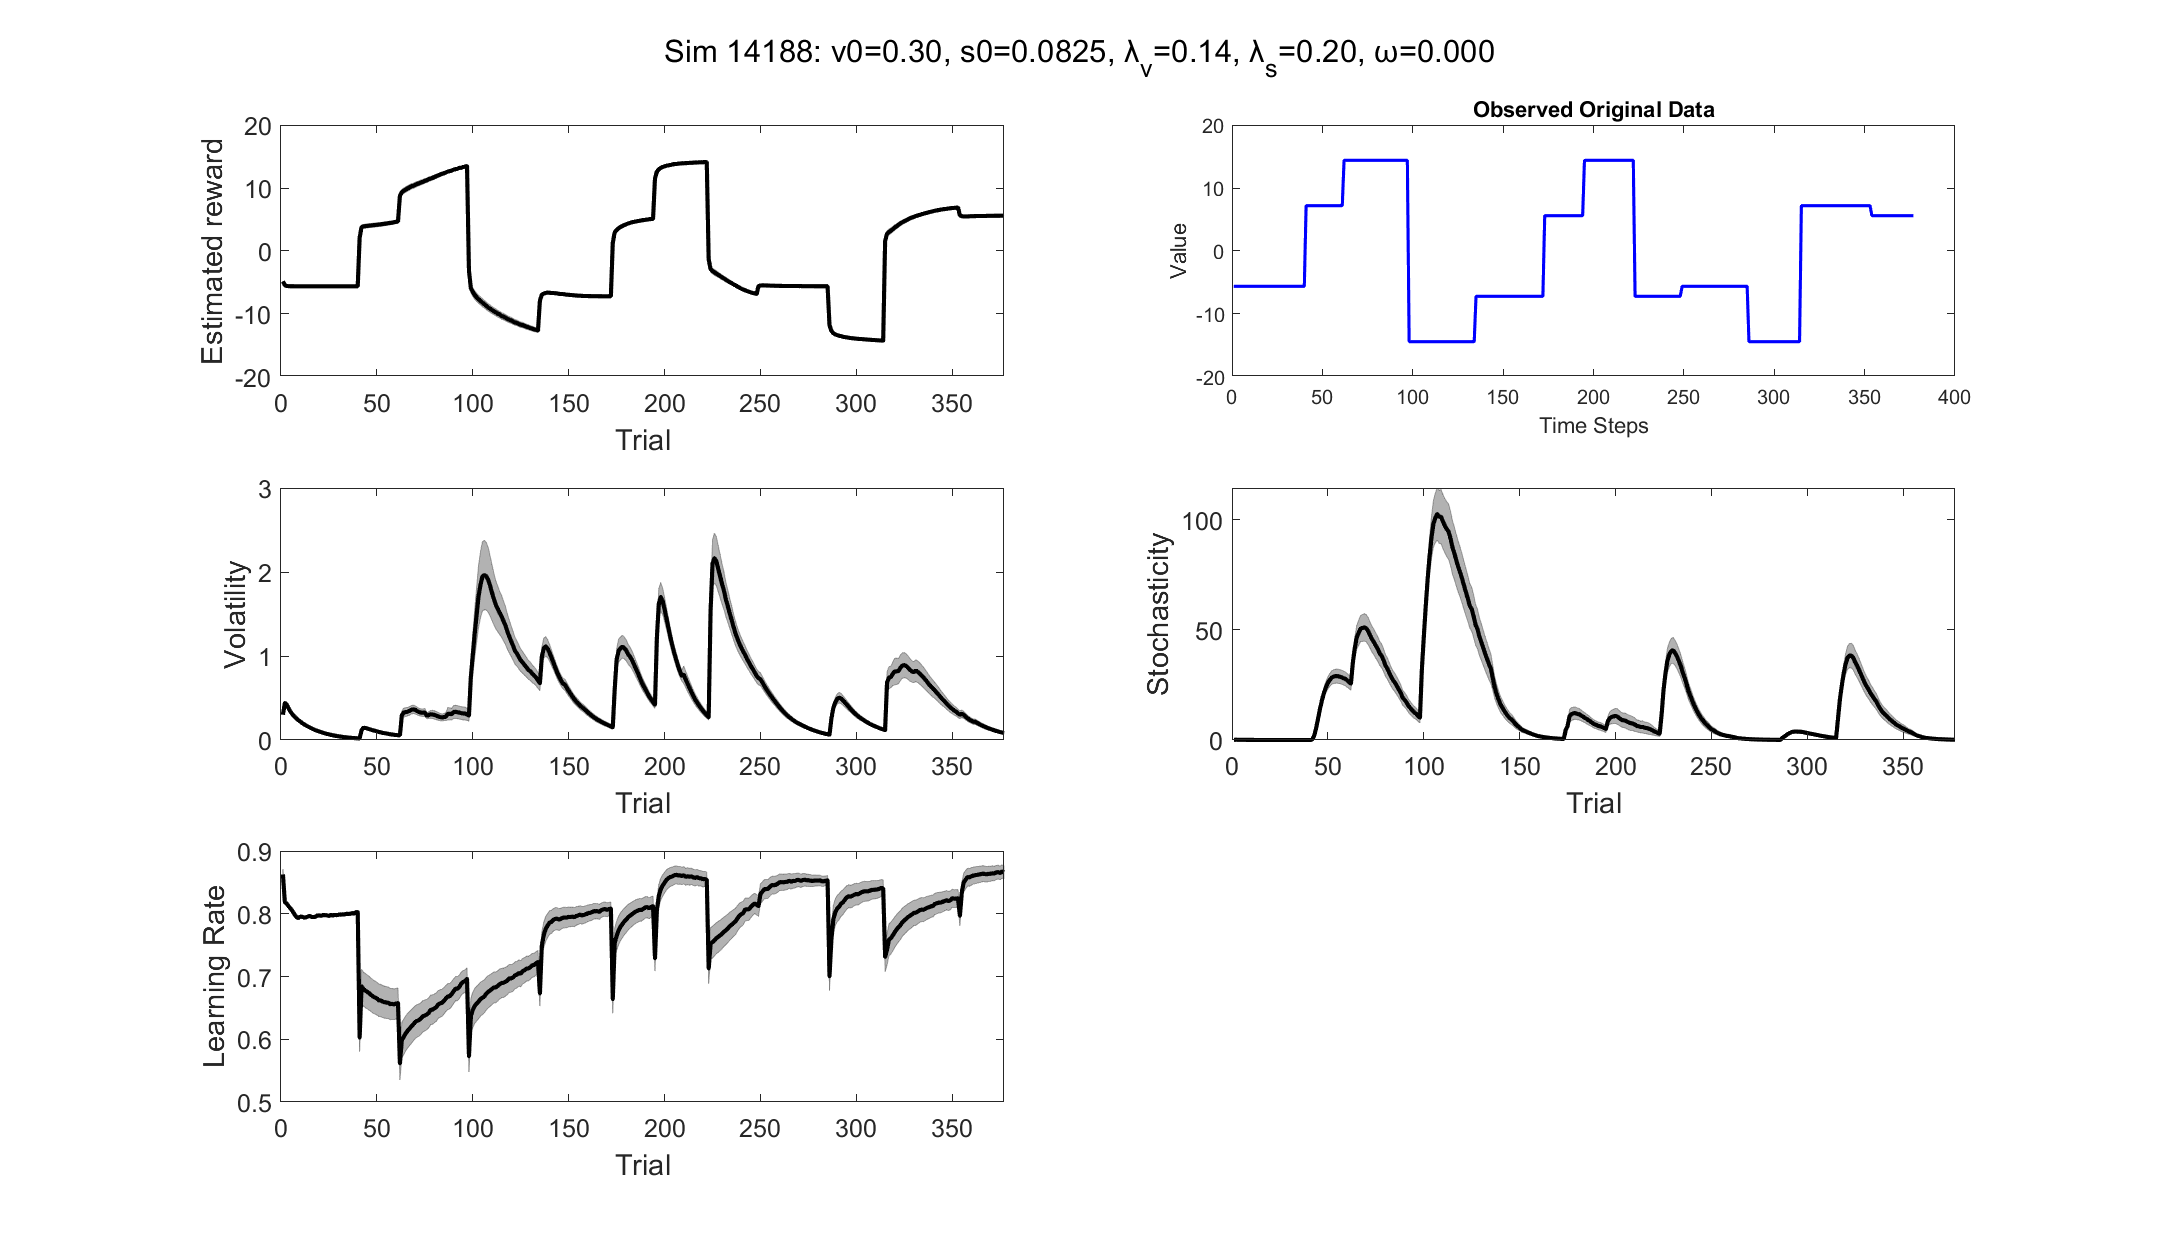 Sim 14188: v0=0.30, s0=0.0825, λv=0.14, λs=0.20, ω=0.000
Estimated reward
20
10
0
-10
-20
0 50 100 150 200 250 300 350
Trial
Observed Original Data
Value
20
10
0
-10
-20
0 50 100 150 200 250 300 350 400
Time Steps
Volatility
3
2
1
0
0 50 100 150 200 250 300 350
Trial
Stochasticity
100
50
0
0 50 100 150 200 250 300 350
Trial
Learning Rate
0.9
0.8
0.7
0.6
0.5
0 50 100 150 200 250 300 350
Trial